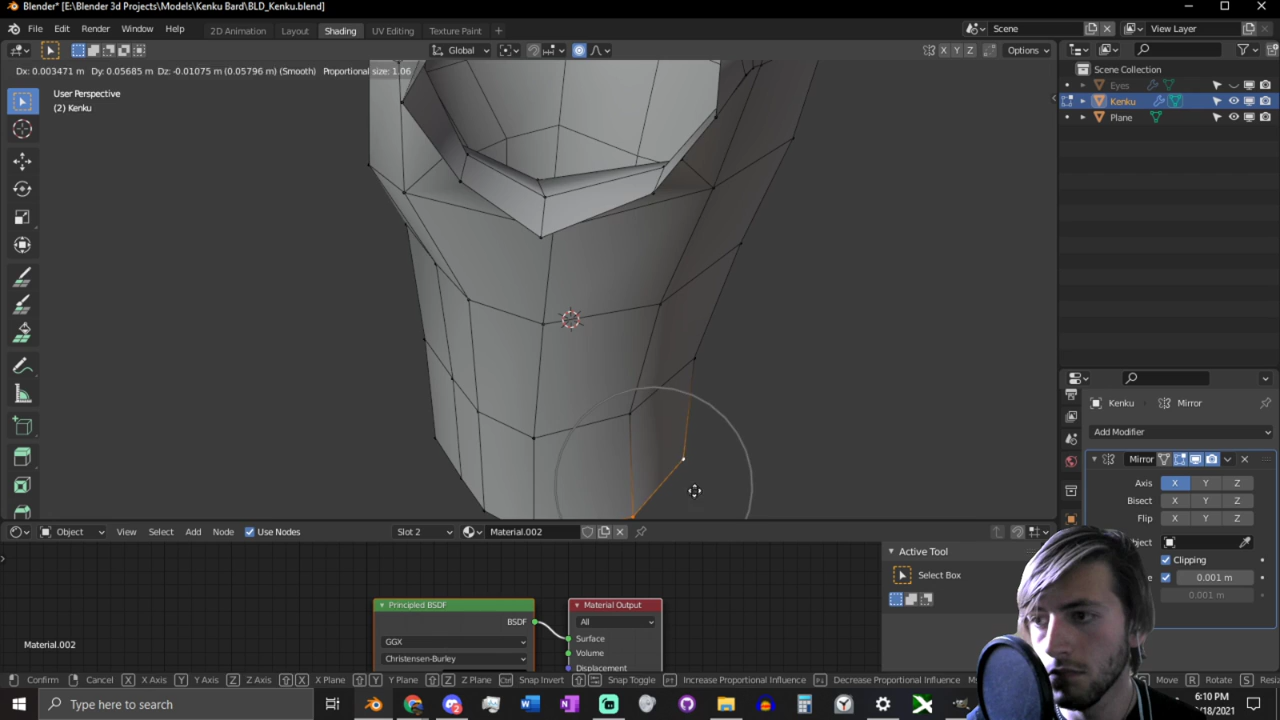 Blender* [E:\Blender 3d Projects\Models\Kenku Bard\BLD_Kenku.blend]
File Edit Render Window Help 2D Animation Layout Shading UV Editing Texture Paint + Scene View Layer
Global X Y Z Options
Dx: 0.003471 m Dy: 0.05685 m Dz: -0.01075 m (0.05796 m) (Smooth) Proportional size: 1.06
User Perspective
(2) Kenku
Scene Collection
Eyes
Kenku
Plane
Kenku Mirror
Add Modifier
Mirror
Axis X Y Z
Bisect X Y Z
Flip X Y Z
Clipping
0.001 m
0.001 m
Object View Select Add Node Use Nodes Slot 2 Material.002
Active Tool
Select Box
Principled BSDF
BSDF
GGX
Christensen-Burley
Material Output
All
Surface
Volume
Displacement
Material.002
Confirm Cancel X X Axis Y Y Axis Z Z Axis X X Plane Y Y Plane Z Z Plane Ctrl Snap Invert Snap Toggle Increase Proportional Influence Decrease Proportional Influence Move R Rotate S
Type here to search
6:10 PM